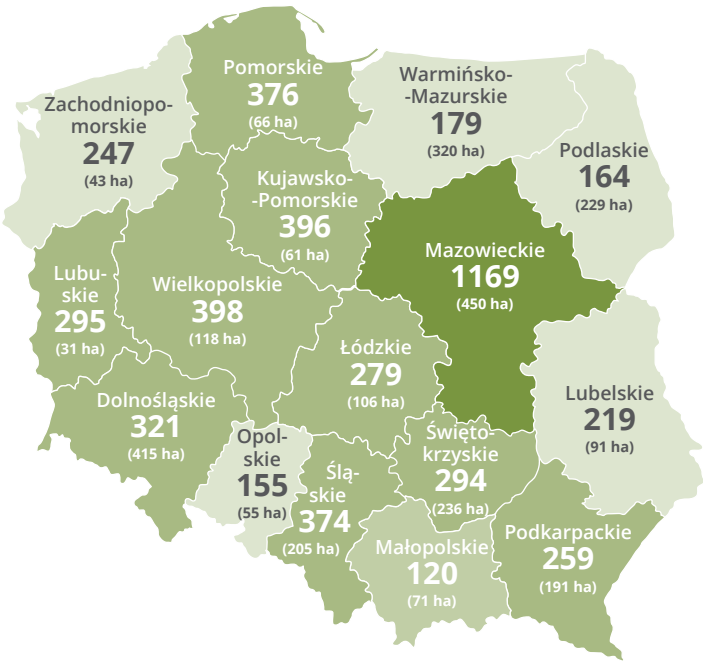 Pomorskie
376
(66 ha)
Warmińsko-
-Mazurskie
179
(320 ha)
Zachodniopo-
morskie
247
(43 ha)
Podlaskie
164
(229 ha)
Kujawsko-
-Pomorskie
396
(61 ha)
Mazowieckie
1169
(450 ha)
Lubu-
skie
295
(31 ha)
Wielkopolskie
398
(118 ha)
Łódzkie
279
(106 ha)
Dolnośląskie
321
(415 ha)
Lubelskie
219
(91 ha)
Opol-
skie
155
(55 ha)
Ślą-
skie
374
(205 ha)
Święto-
krzyskie
294
(236 ha)
Małopolskie
120
(71 ha)
Podkarpackie
259
(191 ha)